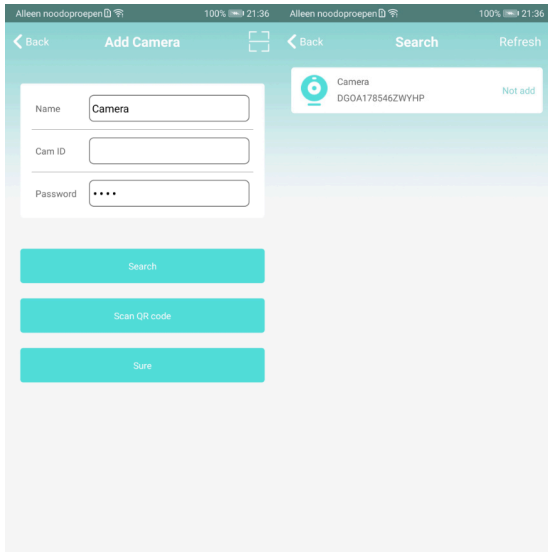 Alleen noodoproepen 100% 21:36
Back Add Camera
Name Camera
Cam ID
Password ••••
Search
Scan QR code
Sure
Alleen noodoproepen 100% 21:36
Back Search Refresh
Camera
DGOA178546ZWYHP Not add